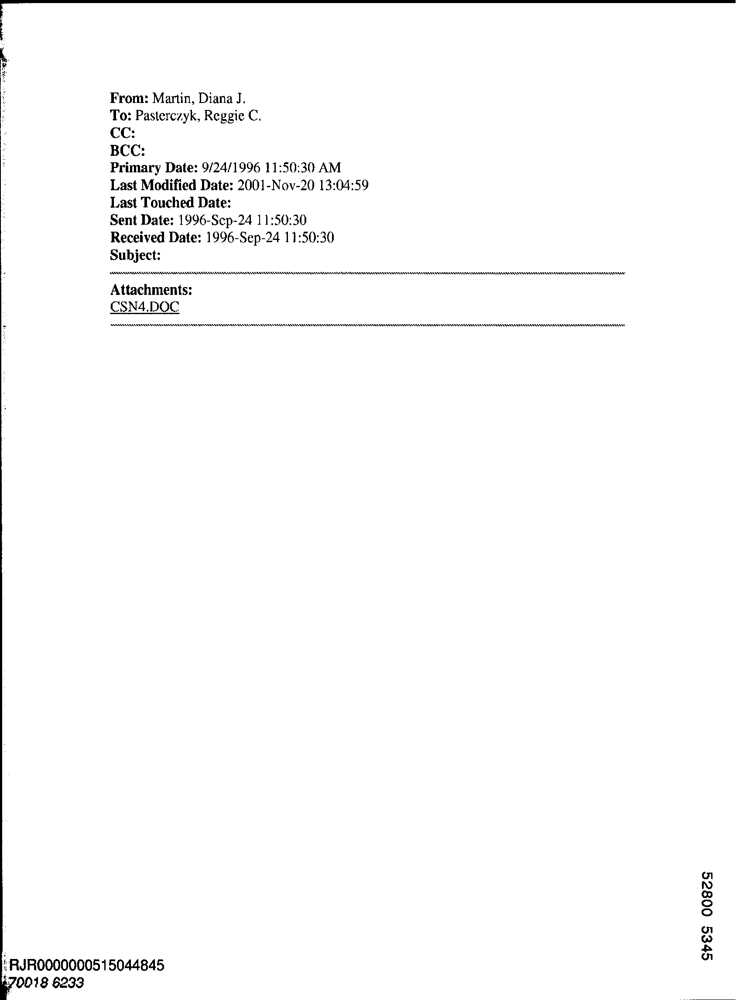 From: Martin, Diana J.
To: Pasterczyk, Reggie C.
CC:
BCC:
Primary Date: 9/24/1996 11:50:30 AM
Last Modified Date: 2001-Nov-20 13:04:59
Last Touched Date:
Sent Date: 1996-Sep-24 11:50:30
Received Date: 1996-Sep-24 11:50:30
Subject:
Attachments:
CSN4.DOC
52800 5345
RJR0000000515044845
70018 6233